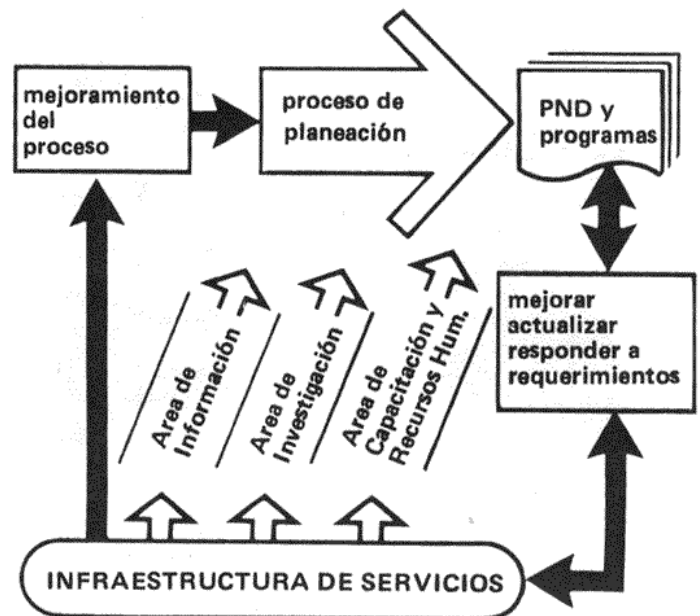 mejoramiento
del
proceso
proceso de
planeación
PND y
programas
mejorar
actualizar
responder a
requerimientos
Area de
Información
Area de
Investigación
Area de
Capacitación y
Recursos Hum.
INFRAESTRUCTURA DE SERVICIOS